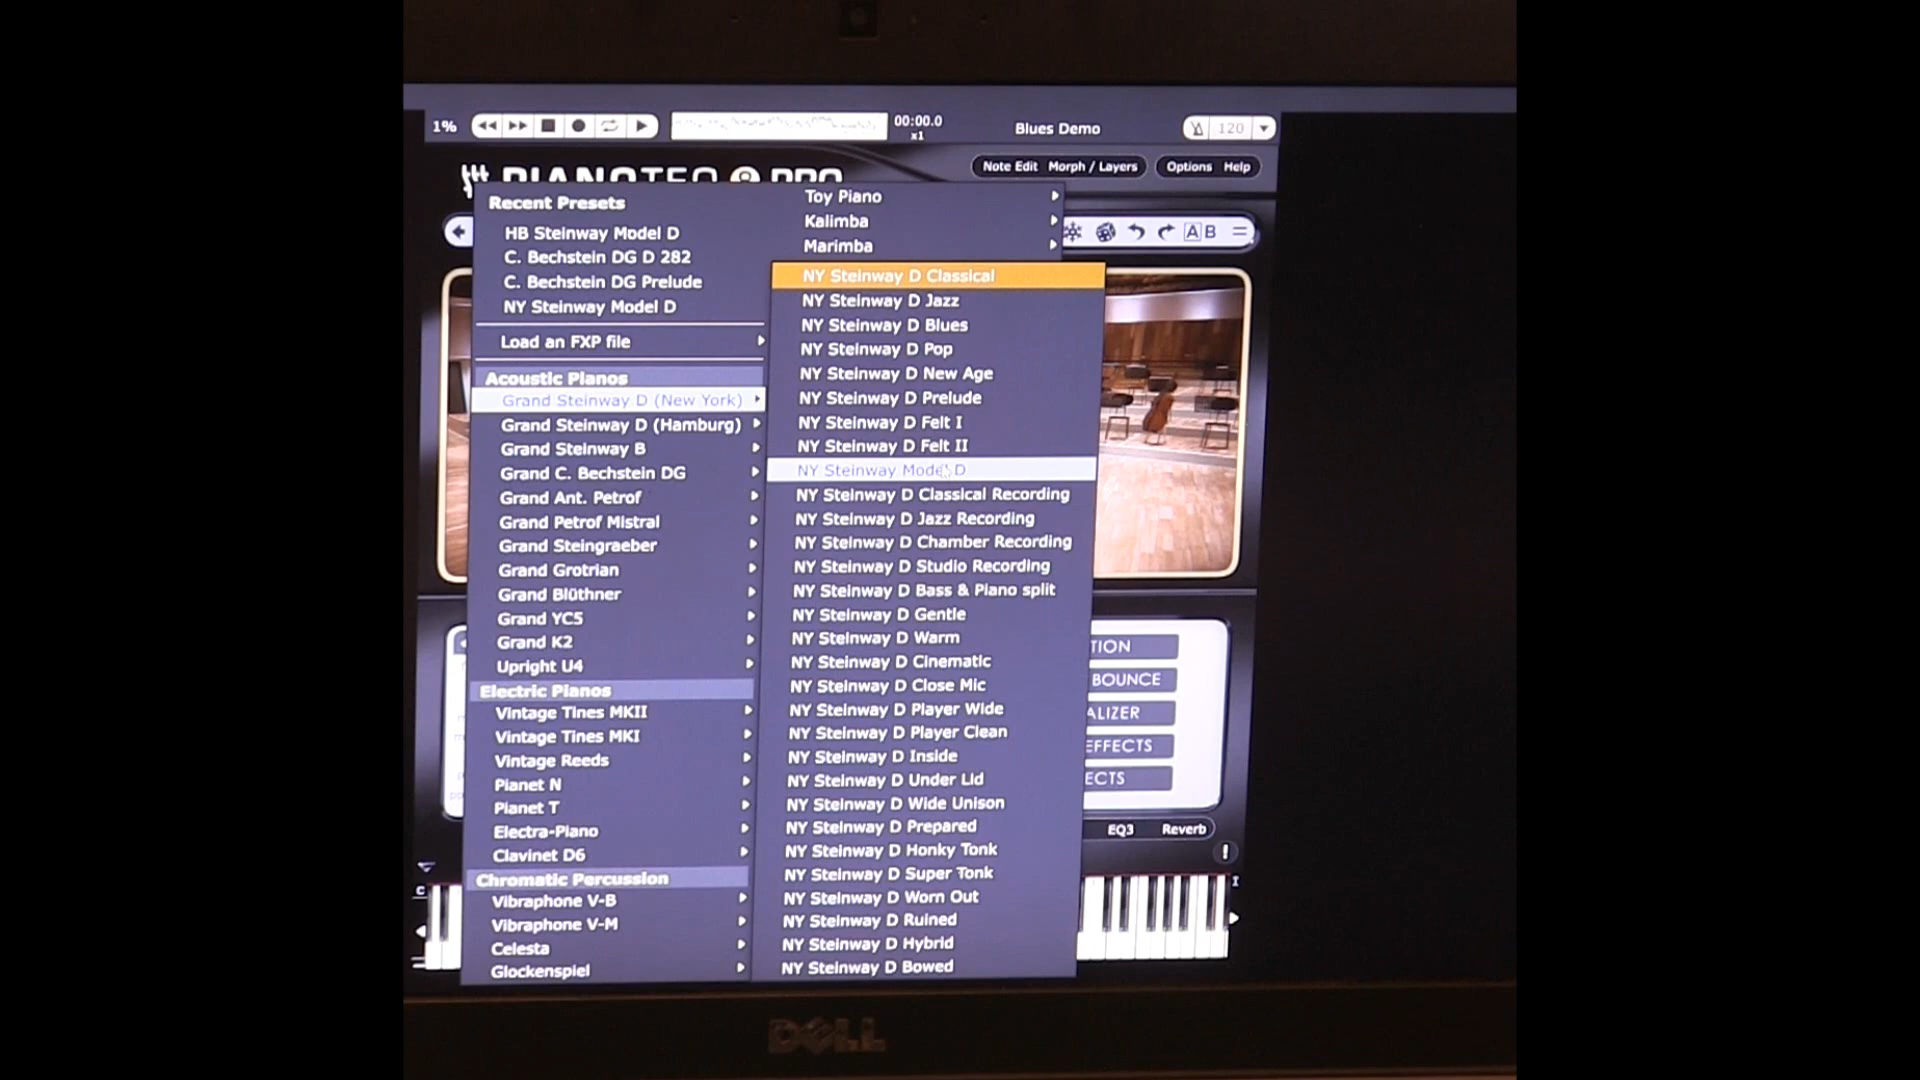 1%
00:00.0
x1
Blues Demo
120
PIANOTEQ PRO
Note Edit Morph / Layers
Options Help
Recent Presets
HB Steinway Model D
C. Bechstein DG D 282
C. Bechstein DG Prelude
NY Steinway Model D
Load an FXP file
Acoustic Pianos
Grand Steinway D (New York)
Grand Steinway D (Hamburg)
Grand Steinway B
Grand C. Bechstein DG
Grand Ant. Petrof
Grand Petrof Mistral
Grand Steingraeber
Grand Grotrian
Grand Blüthner
Grand YC5
Grand K2
Upright U4
Electric Pianos
Vintage Tines MKII
Vintage Tines MKI
Vintage Reeds
Pianet N
Pianet T
Electra-Piano
Clavinet D6
Chromatic Percussion
Vibraphone V-B
Vibraphone V-M
Celesta
Glockenspiel
Toy Piano
Kalimba
Marimba
NY Steinway D Classical
NY Steinway D Jazz
NY Steinway D Blues
NY Steinway D Pop
NY Steinway D New Age
NY Steinway D Prelude
NY Steinway D Felt I
NY Steinway D Felt II
NY Steinway Model D
NY Steinway D Classical Recording
NY Steinway D Jazz Recording
NY Steinway D Chamber Recording
NY Steinway D Studio Recording
NY Steinway D Bass & Piano split
NY Steinway D Gentle
NY Steinway D Warm
NY Steinway D Cinematic
NY Steinway D Close Mic
NY Steinway D Player Wide
NY Steinway D Player Clean
NY Steinway D Inside
NY Steinway D Under Lid
NY Steinway D Wide Unison
NY Steinway D Prepared
NY Steinway D Honky Tonk
NY Steinway D Super Tonk
NY Steinway D Worn Out
NY Steinway D Ruined
NY Steinway D Hybrid
NY Steinway D Bowed
AB
TION
BOUNCE
ALIZER
EFFECTS
ECTS
EQ3 Reverb
!
C
DELL